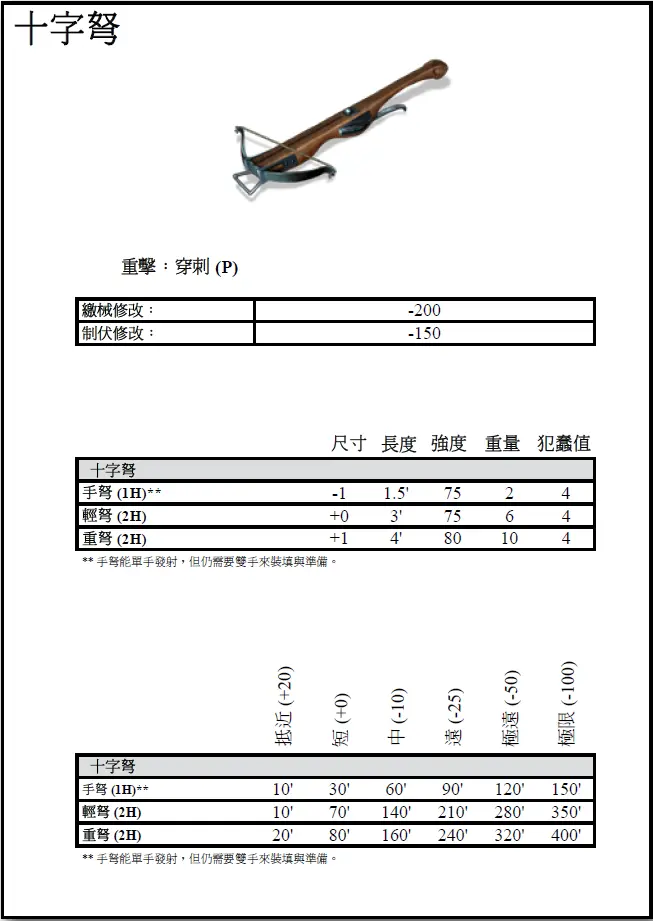 十字弩
重擊：穿刺 (P)
繳械修改： -200
制伏修改： -150
尺寸 長度 強度 重量 犯蠢值
十字弩
手弩 (1H)** -1 1.5' 75 2 4
輕弩 (2H) +0 3' 75 6 4
重弩 (2H) +1 4' 80 10 4
** 手弩能單手發射，但仍需要雙手來裝填與準備。
抵近 (+20) 短 (+0) 中 (-10) 遠 (-25) 極遠 (-50) 極限 (-100)
十字弩
手弩 (1H)** 10' 30' 60' 90' 120' 150'
輕弩 (2H) 10' 70' 140' 210' 280' 350'
重弩 (2H) 20' 80' 160' 240' 320' 400'
** 手弩能單手發射，但仍需要雙手來裝填與準備。